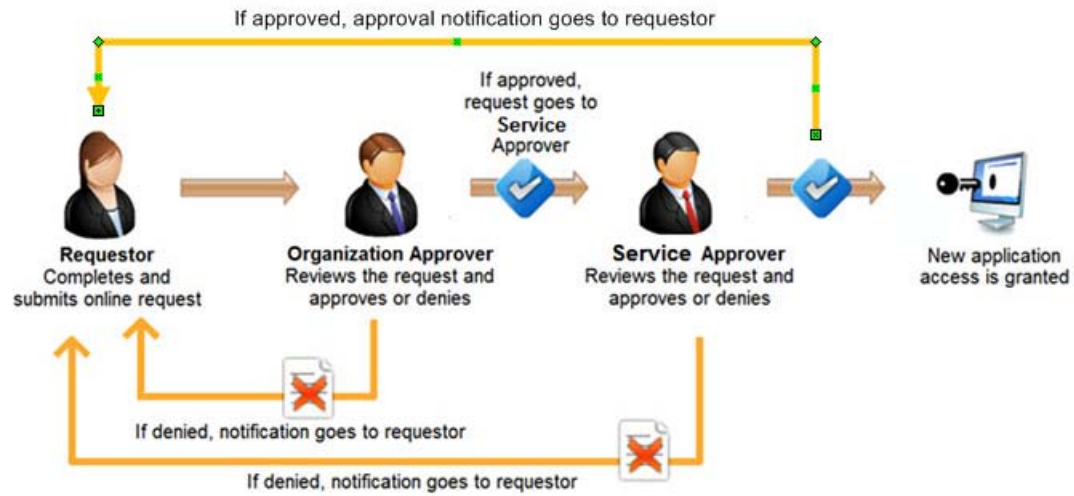 If approved, approval notification goes to requestor
If approved,
request goes to
Service
Approver
Requestor
Completes and
submits online request
Organization Approver
Reviews the request and
approves or denies
Service Approver
Reviews the request and
approves or denies
New application
access is granted
If denied, notification goes to requestor
If denied, notification goes to requestor